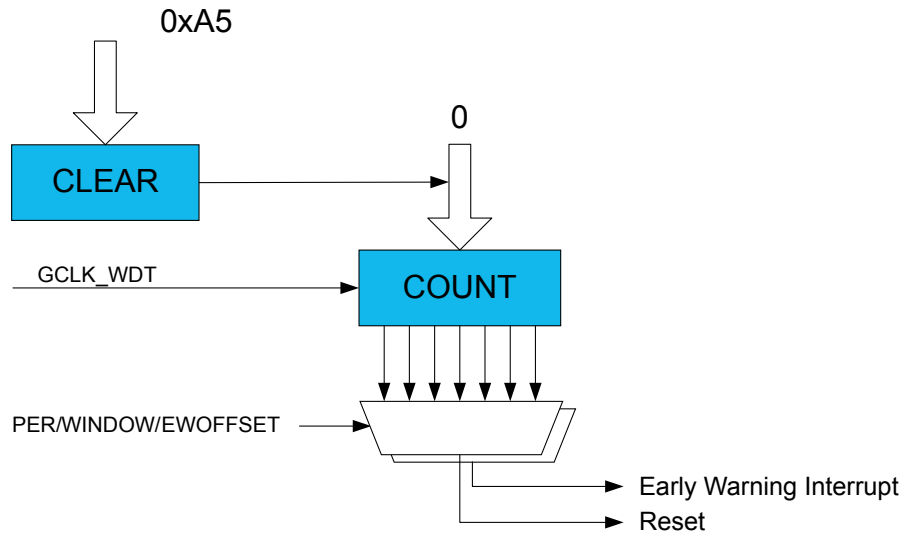 0xA5
0
CLEAR
GCLK_WDT
COUNT
PER/WINDOW/EWOFFSET
Early Warning Interrupt
Reset